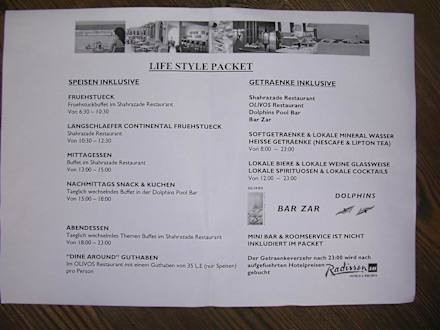 LIFE STYLE PACKET
SPEISEN INKLUSIVE
FRUEHSTUECK
Fruehstuckbuffet im Shahrazade Restaurant
Von 6:30 – 10:30
LANGSCHLAEFER CONTINENTAL FRUEHSTUECK
Shahrazade Restaurant
Von 10:30 – 12:30
MITTAGESSEN
Buffet im Shahrazade Restaurant
Von 13:00 – 15:00
NACHMITTAGS SNACK & KUCHEN
Taeglich wechselndes Buffet in der Dolphins Pool Bar
Von 15:00 – 18:00
ABENDESSEN
Taeglich wechselndes Themen Buffet im Shahrazade Restaurant
Von 18:00 – 23:00
"DINE AROUND" GUTHABEN
Im OLIVOS Restaurant mit einem Guthaben von 35 L.E (nur Speisen)
pro Person
GETRAENKE INKLUSIVE
Shahrazade Restaurant
OLIVOS Restaurant
Dolphins Pool Bar
Bar Zar
SOFTGETRAENKE & LOKALE MINERAL WASSER
HEISSE GETRAENKE (NESCAFE & LIPTON TEA)
Von 8:00 – 23:00
LOKALE BIERE & LOKALE WEINE GLASSWEISE
LOKALE SPIRITUOSEN & LOKALE COCKTAILS
Von 12:00 – 23:00
BAR ZAR
DOLPHINS
MINI BAR & ROOMSERVICE IST NICHT
INKLUDIERT IM PACKET
Der Getraenkeverzehr nach 23:00 wird nach
aufgefuehrten Hotelpreisen
gebucht
Radisson